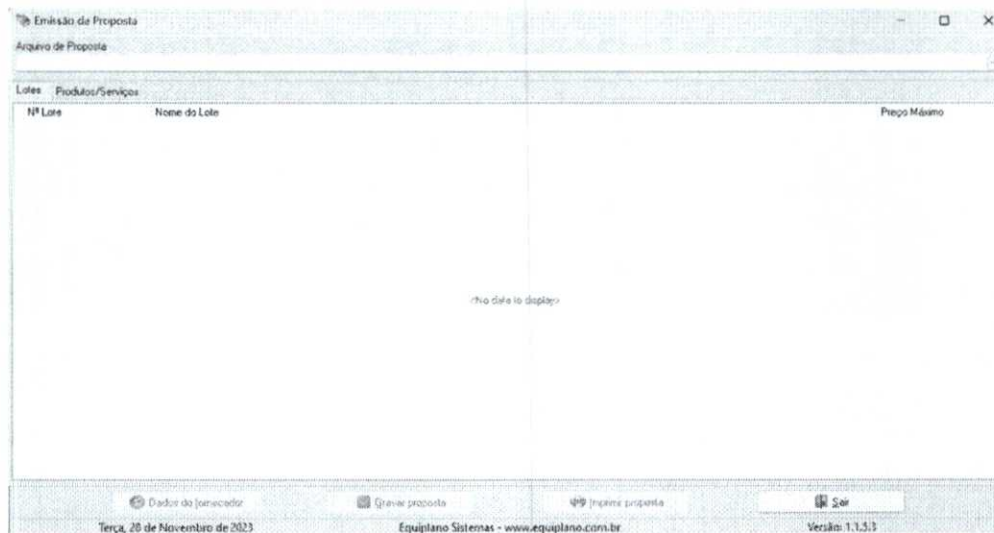 Emissão de Proposta
Arquivo de Proposta
Lotes Produtos/Serviços
Nº Lote Nome do Lote Preço Máximo
<No data to display>
Dados do fornecedor Gravar proposta Imprimir proposta Sair
Terça, 28 de Novembro de 2023 Equiplano Sistemas - www.equiplano.com.br Versão: 1.1.5.3